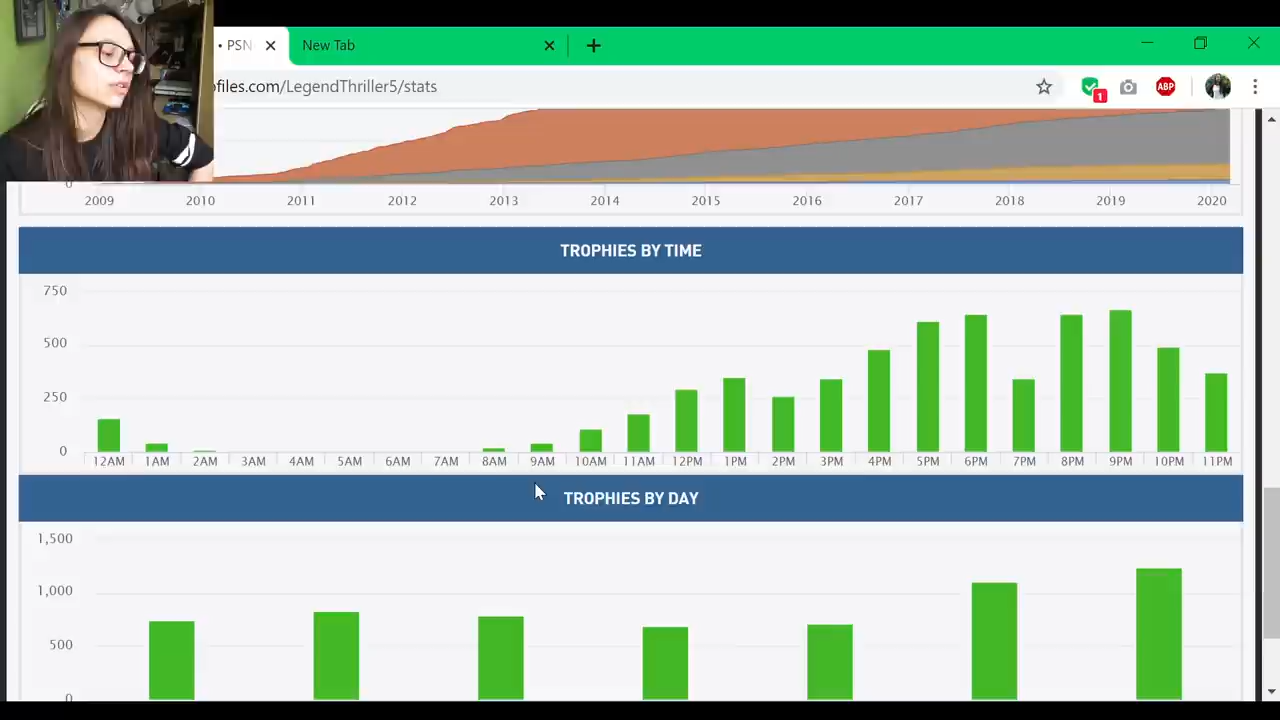 • PSN
New Tab
ofiles.com/LegendThriller5/stats
1
ABP
0
2009 2010 2011 2012 2013 2014 2015 2016 2017 2018 2019 2020
TROPHIES BY TIME
750
500
250
0
12AM 1AM 2AM 3AM 4AM 5AM 6AM 7AM 8AM 9AM 10AM 11AM 12PM 1PM 2PM 3PM 4PM 5PM 6PM 7PM 8PM 9PM 10PM 11PM
TROPHIES BY DAY
1,500
1,000
500
0